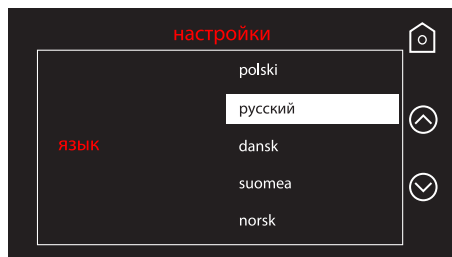 настройки
polski
русский
язык
dansk
suomea
norsk